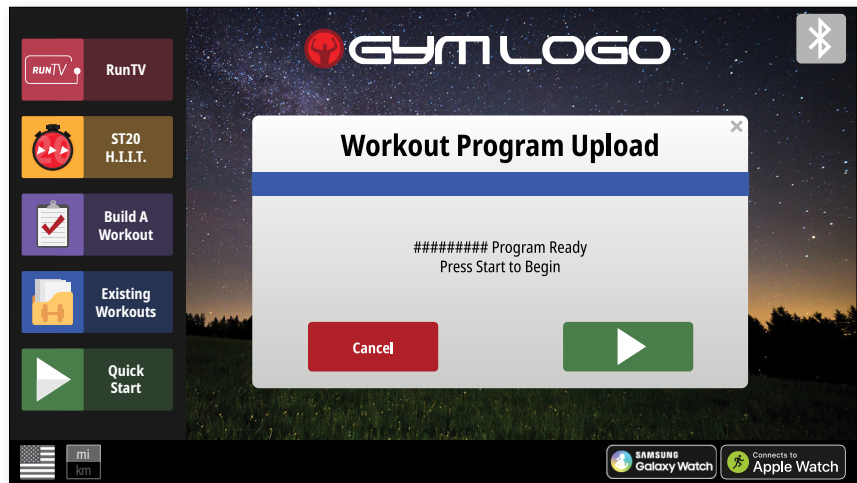 GYM LOGO
RUNTV
RunTV
ST20
H.I.I.T.
Build A
Workout
Existing
Workouts
Quick
Start
Workout Program Upload
######### Program Ready
Press Start to Begin
Cancel
mi
km
SAMSUNG
Galaxy Watch
Connects to
Apple Watch